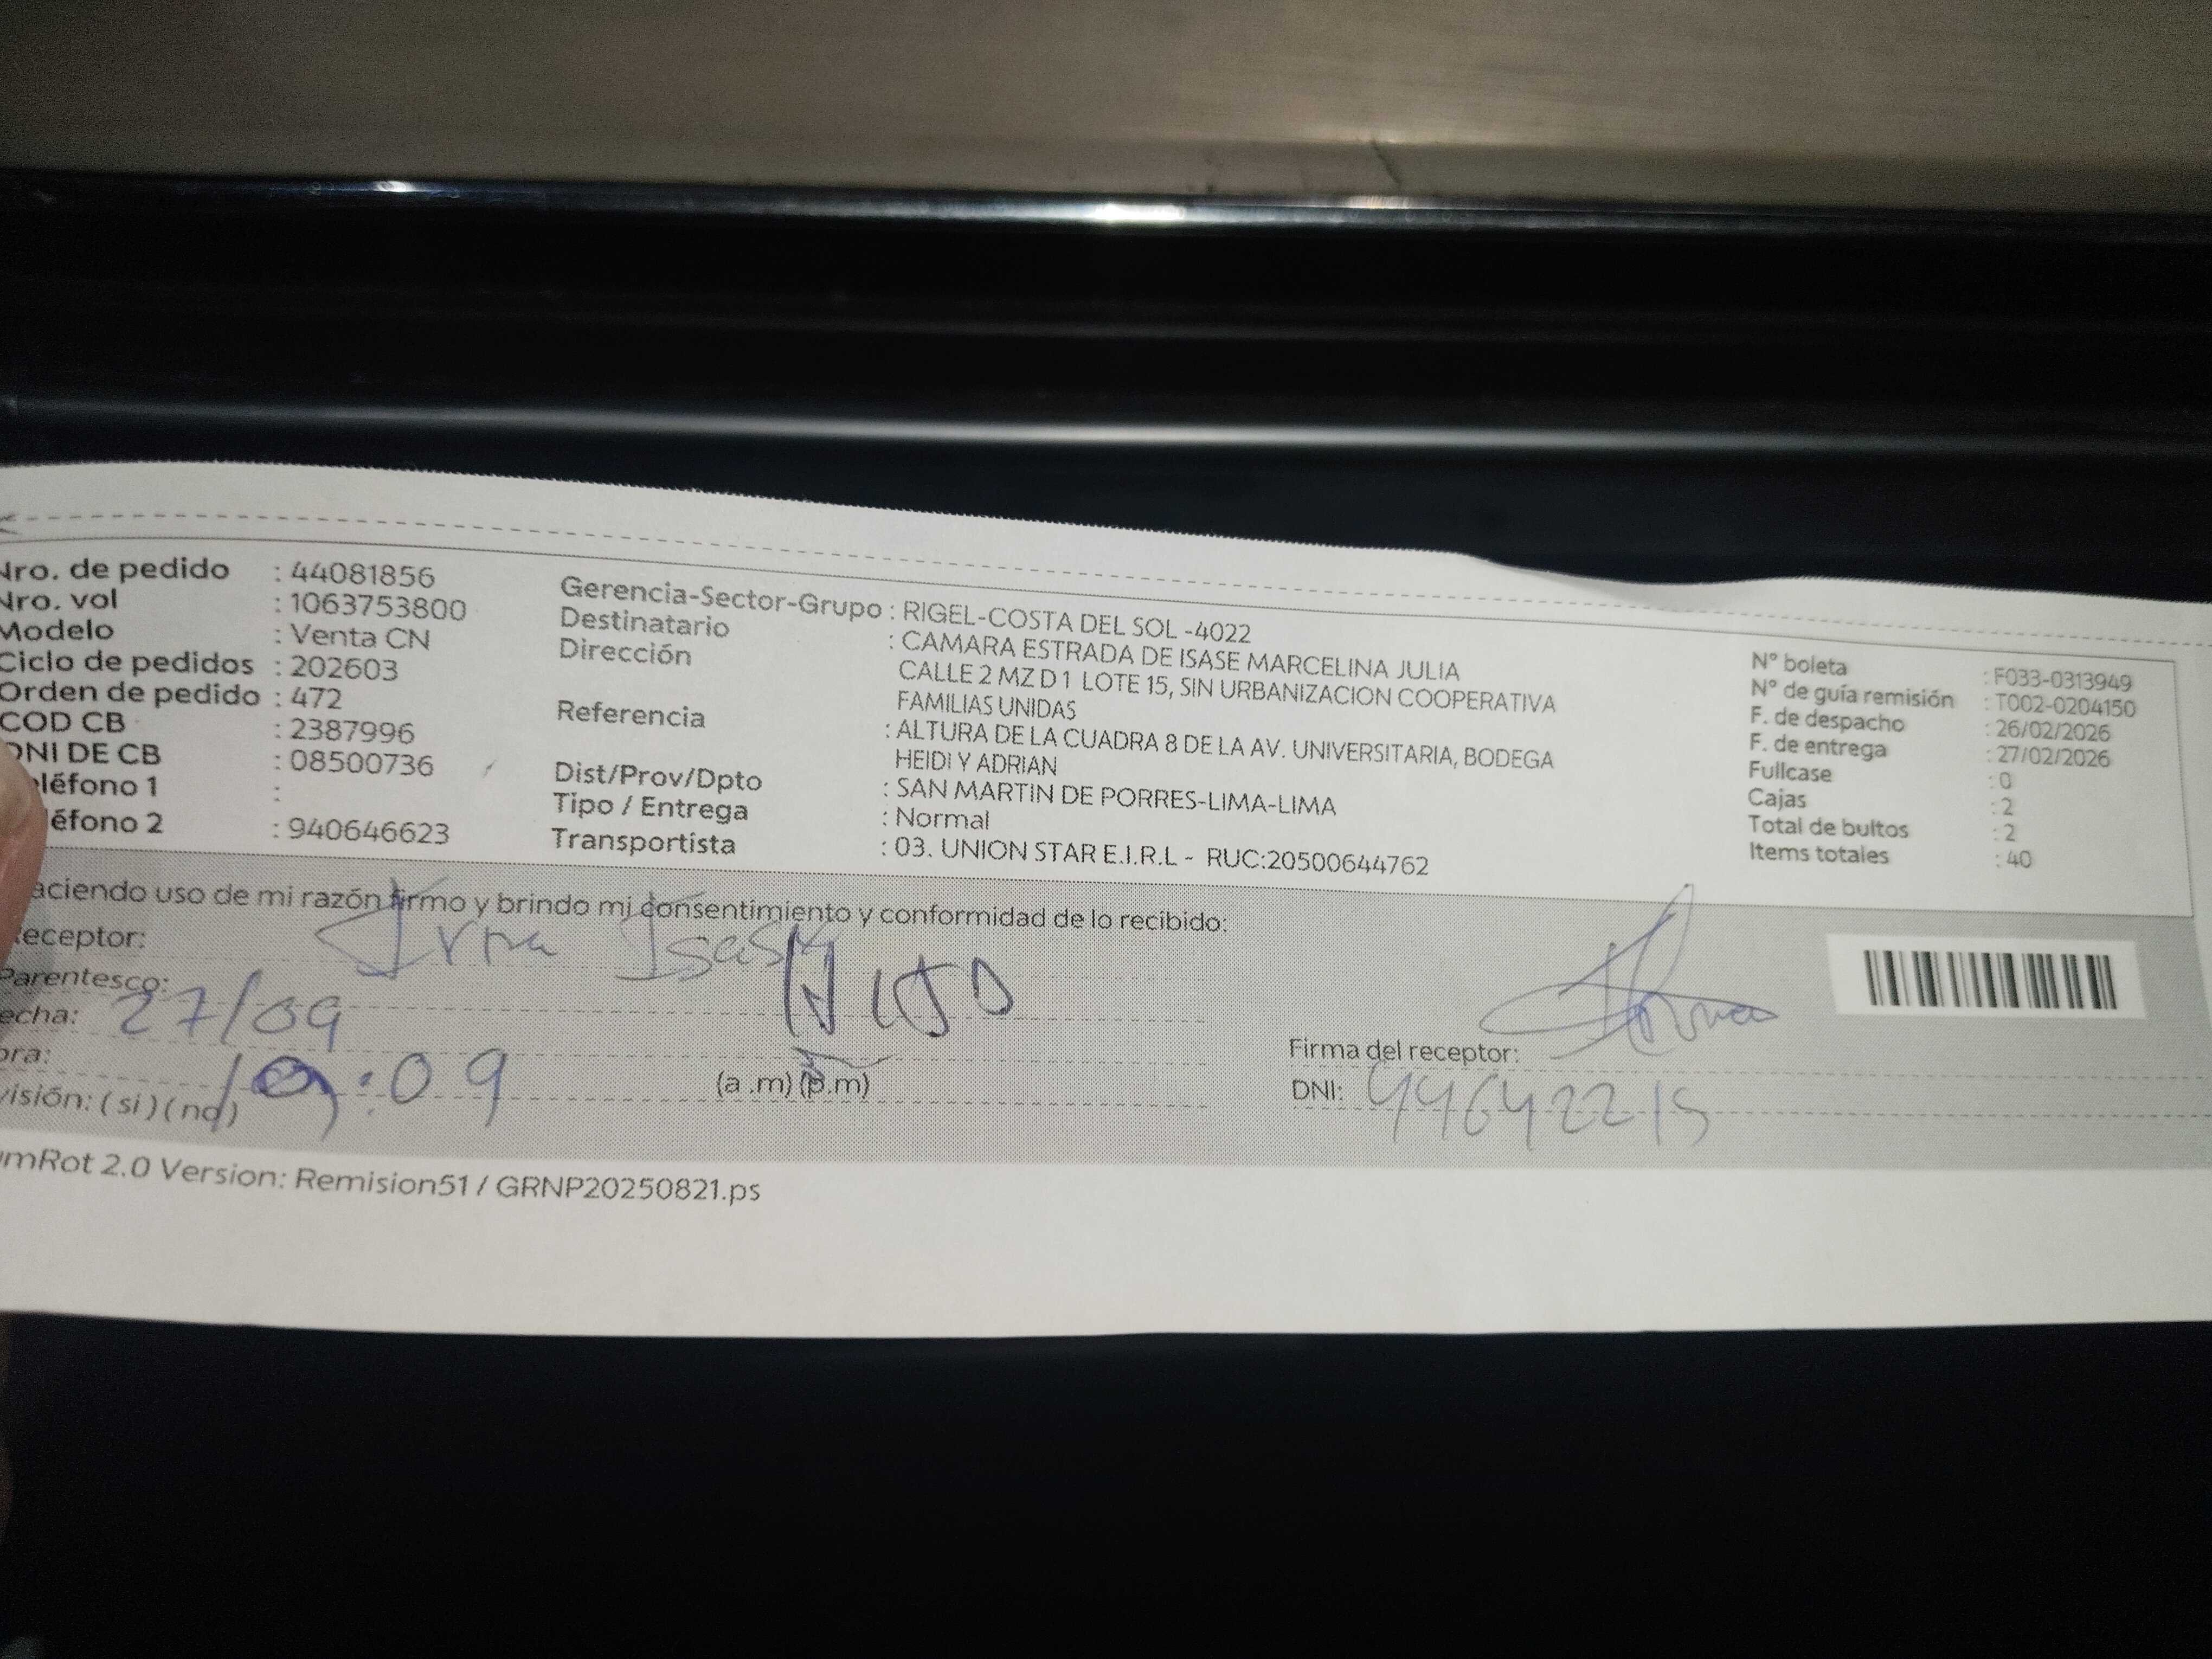 Nro. de pedido : 44081856
Nro. vol : 1063753800
Modelo : Venta CN
Ciclo de pedidos : 202603
Orden de pedido : 472
COD CB : 2387996
DNI DE CB : 08500736
eléfono 1 :
éfono 2 : 940646623
Gerencia-Sector-Grupo : RIGEL-COSTA DEL SOL -4022
Destinatario : CAMARA ESTRADA DE ISASE MARCELINA JULIA
Dirección CALLE 2 MZ D 1 LOTE 15, SIN URBANIZACION COOPERATIVA
FAMILIAS UNIDAS
Referencia : ALTURA DE LA CUADRA 8 DE LA AV. UNIVERSITARIA, BODEGA
HEIDI Y ADRIAN
Dist/Prov/Dpto : SAN MARTIN DE PORRES-LIMA-LIMA
Tipo / Entrega : Normal
Transportista : 03. UNION STAR E.I.R.L - RUC:20500644762
N° boleta : F033-0313949
N° de guía remisión : T002-0204150
F. de despacho : 26/02/2026
F. de entrega : 27/02/2026
Fullcase : 0
Cajas : 2
Total de bultos : 2
Items totales : 40
aciendo uso de mi razón firmo y brindo mi consentimiento y conformidad de lo recibido:
eceptor: Irma
Parentesco:
echa: 27/09
ora: :09 (a .m) (p.m)
visión: ( si ) ( no )
Firma del receptor:
DNI: 44642215
umRot 2.0 Version: Remision51 / GRNP20250821.ps